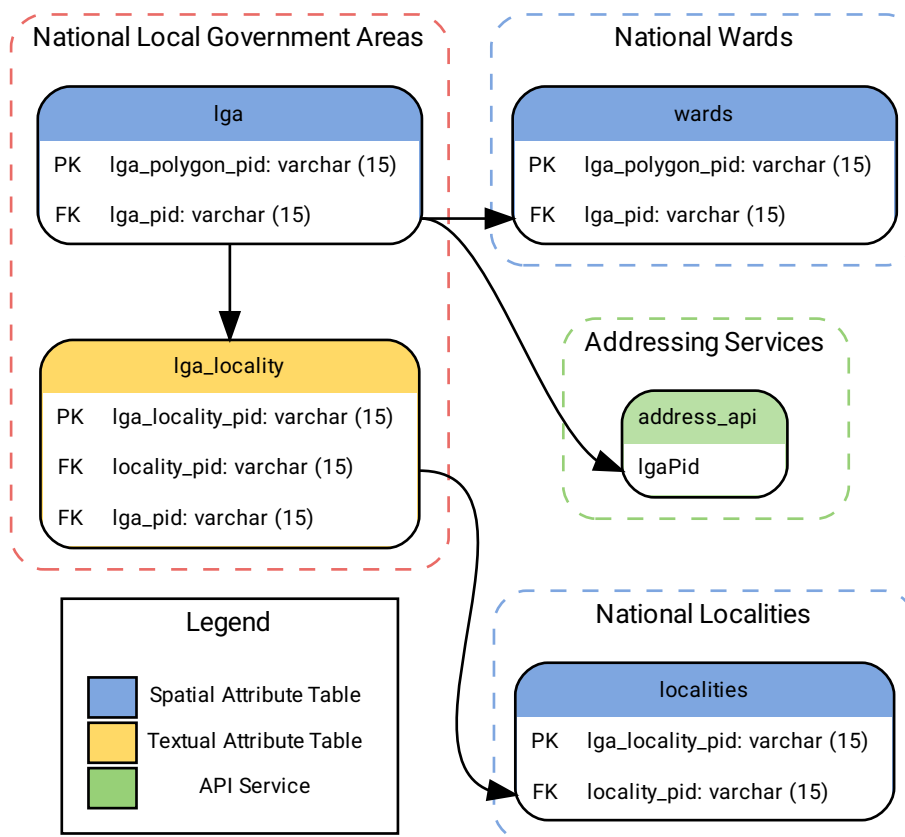 National Local Government Areas
lga
PK lga_polygon_pid: varchar (15)
FK lga_pid: varchar (15)
lga_locality
PK lga_locality_pid: varchar (15)
FK locality_pid: varchar (15)
FK lga_pid: varchar (15)
National Wards
wards
PK lga_polygon_pid: varchar (15)
FK lga_pid: varchar (15)
Addressing Services
address_api
lgaPid
National Localities
localities
PK lga_locality_pid: varchar (15)
FK locality_pid: varchar (15)
Legend
Spatial Attribute Table
Textual Attribute Table
API Service